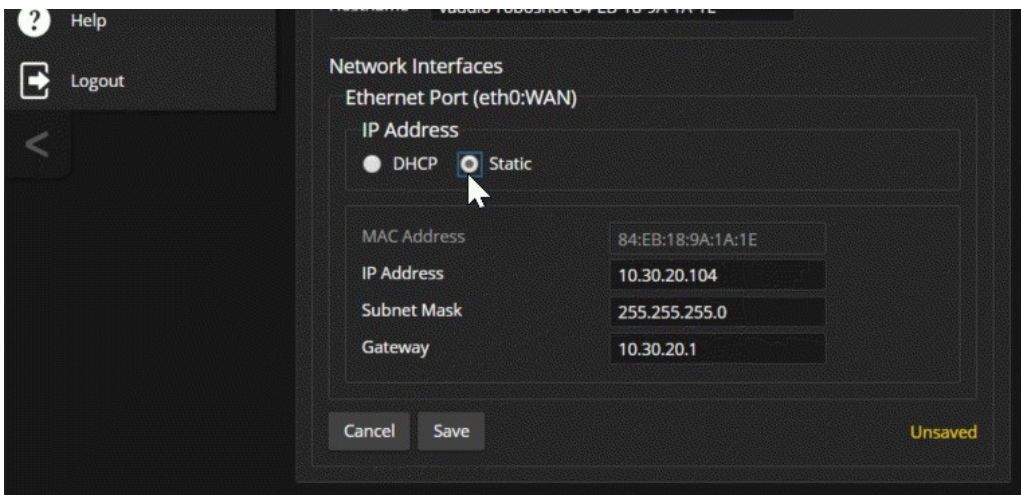 Help
Logout
Network Interfaces
Ethernet Port (eth0:WAN)
IP Address
DHCP Static
MAC Address 84:EB:18:9A:1A:1E
IP Address 10.30.20.104
Subnet Mask 255.255.255.0
Gateway 10.30.20.1
Cancel Save Unsaved